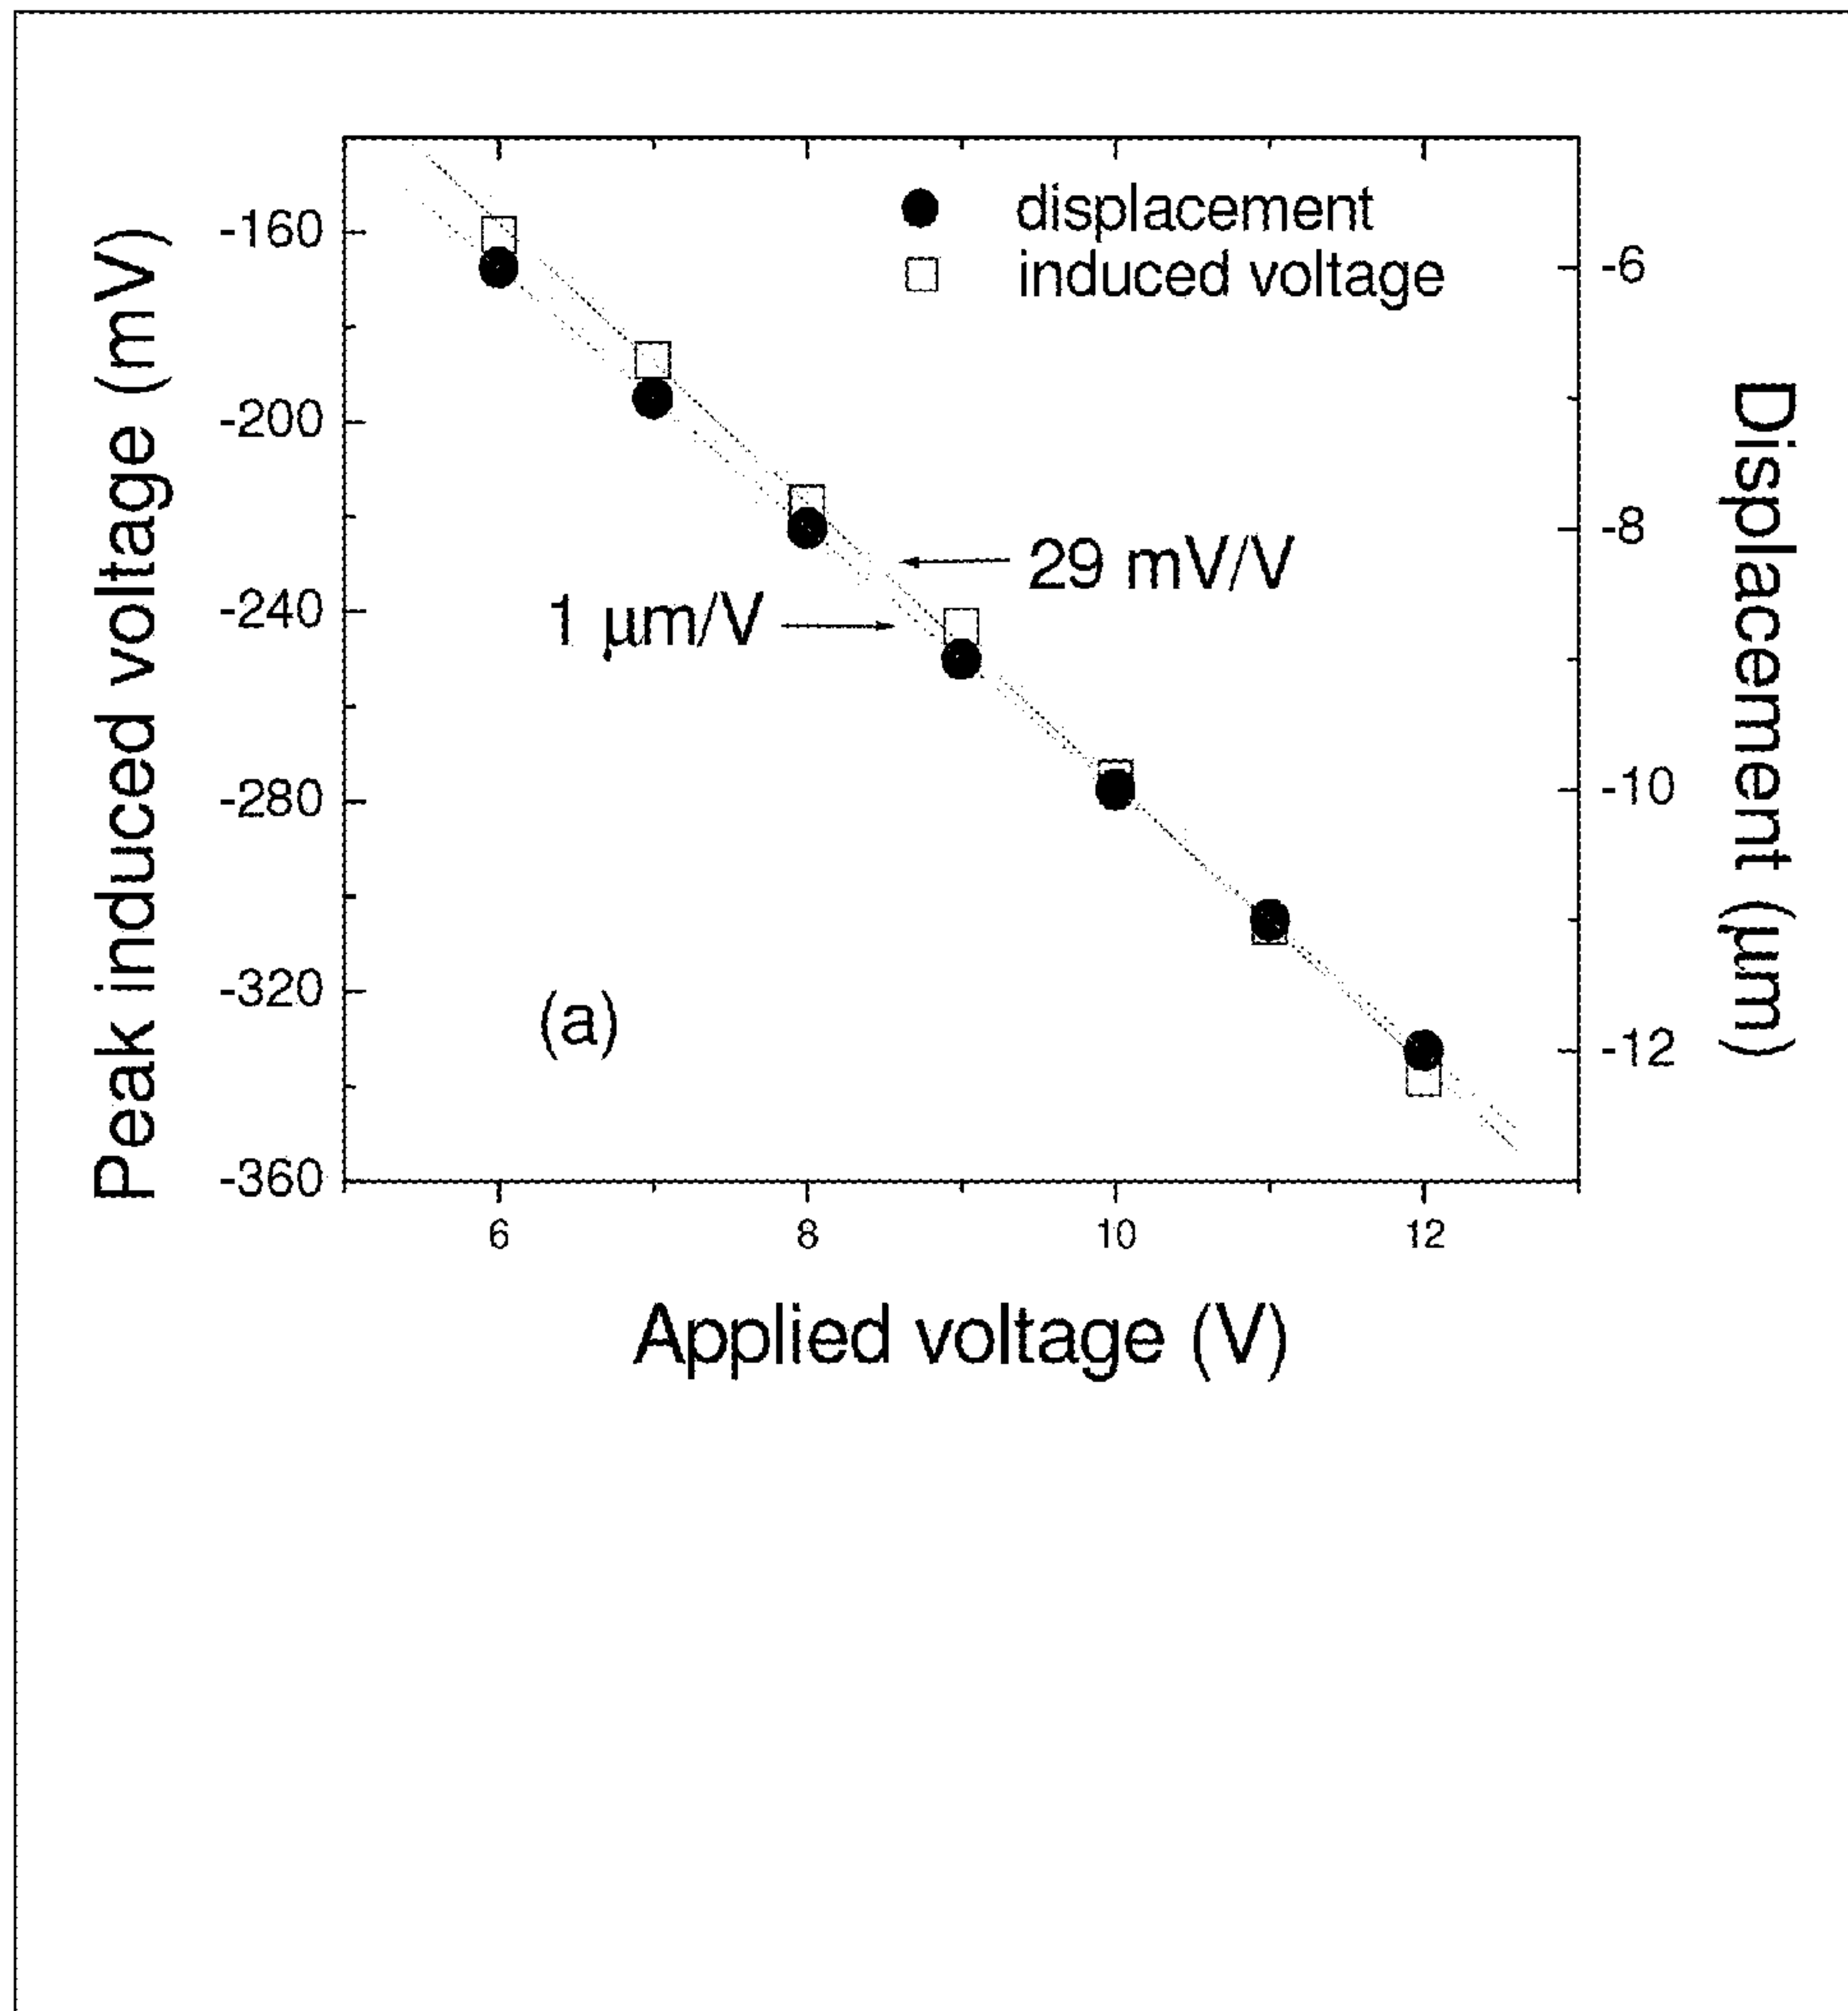 displacement
induced voltage
Peak induced voltage (mV)
-160
-200
-240
-280
-320
-360
29 mV/V
1 µm/V
(a)
-6
-8
-10
-12
Displacement (µm)
6 8 10 12
Applied voltage (V)